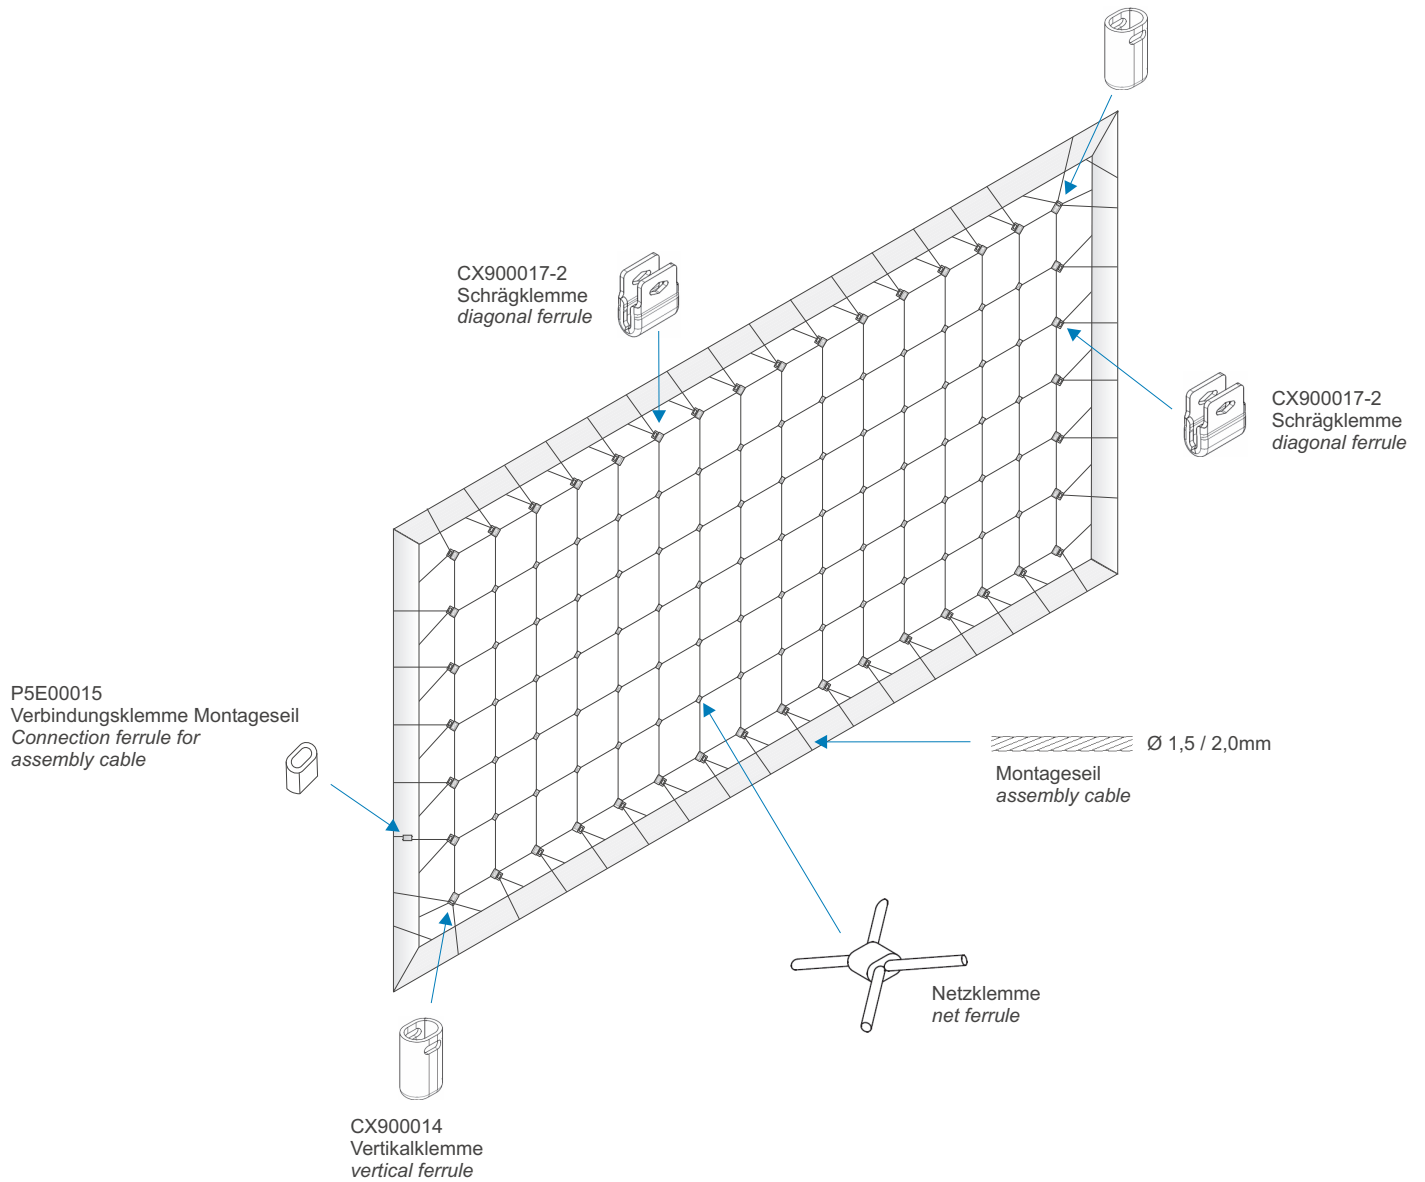 CX900017-2
Schrägklemme
diagonal ferrule
CX900017-2
Schrägklemme
diagonal ferrule
P5E00015
Verbindungsklemme Montageseil
Connection ferrule for
assembly cable
Ø 1,5 / 2,0mm
Montageseil
assembly cable
Netzklemme
net ferrule
CX900014
Vertikalklemme
vertical ferrule